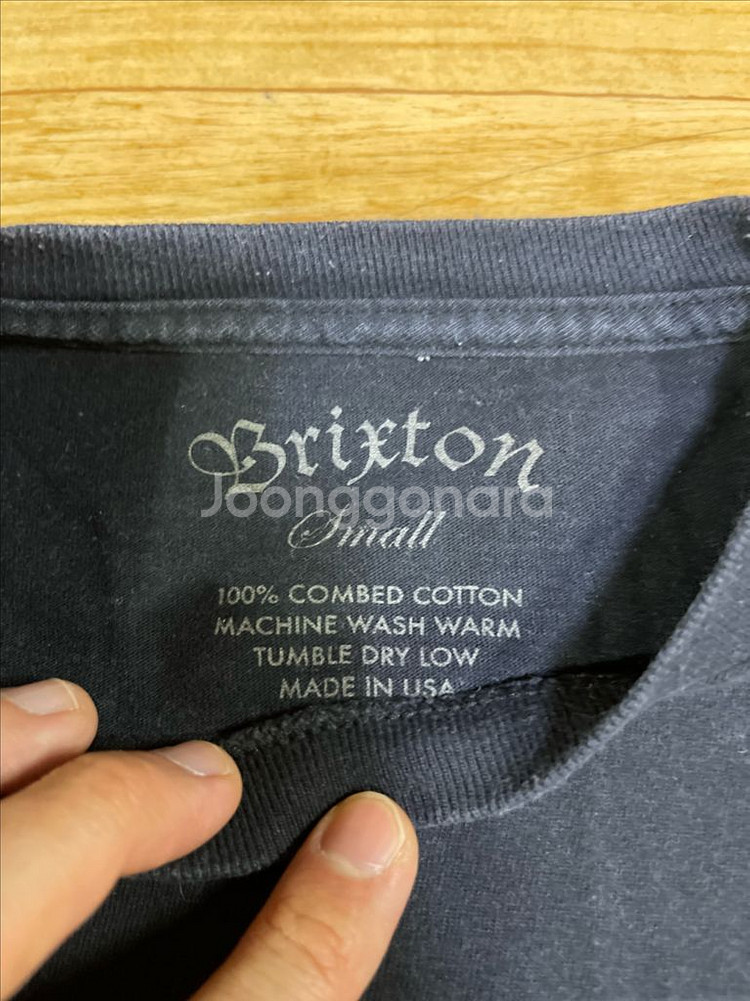 Brixton
Joonggonara
Small
100% COMBED COTTON
MACHINE WASH WARM
TUMBLE DRY LOW
MADE IN USA